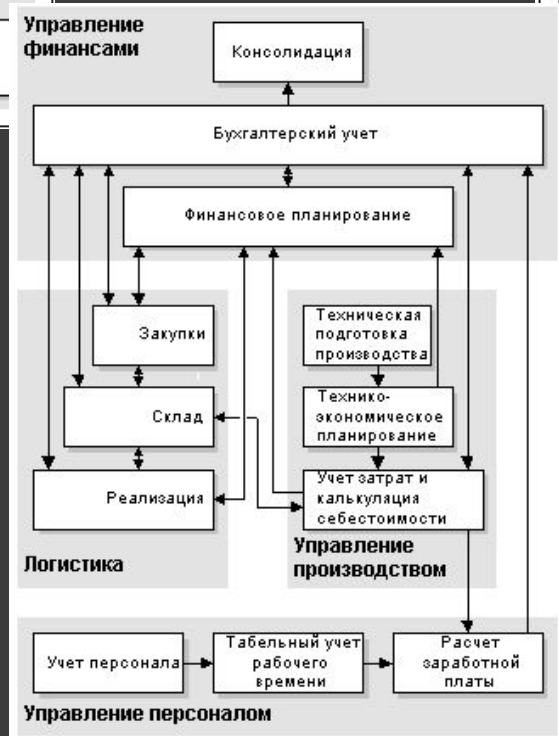 Управление
финансами
Консолидация
Бухгалтерский учет
Финансовое планирование
Закупки
Склад
Реализация
Логистика
Техническая
подготовка
производства
Технико-
экономическое
планирование
Учет затрат и
калькуляция
себестоимости
Управление
производством
Учет персонала
Табельный учет
рабочего
времени
Расчет
заработной
платы
Управление персоналом